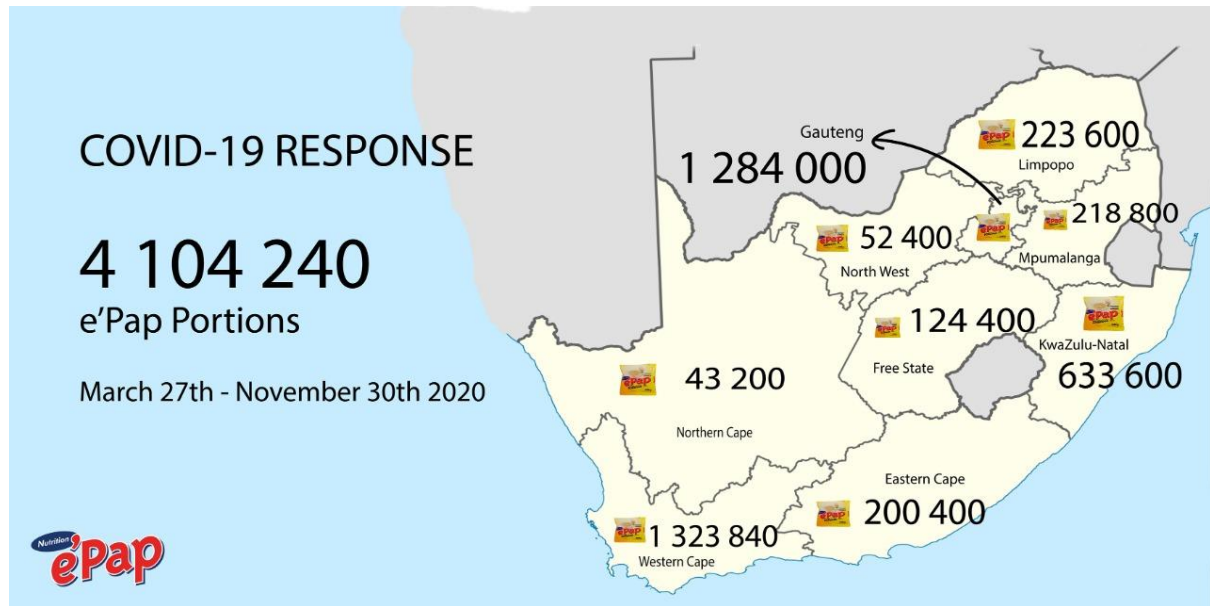 COVID-19 RESPONSE
4 104 240
e'Pap Portions
March 27th - November 30th 2020
Gauteng
1 284 000
223 600
Limpopo
218 800
Mpumalanga
52 400
North West
124 400
Free State
KwaZulu-Natal
633 600
43 200
Northern Cape
Eastern Cape
200 400
1 323 840
Western Cape
Nutrition
e'Pap